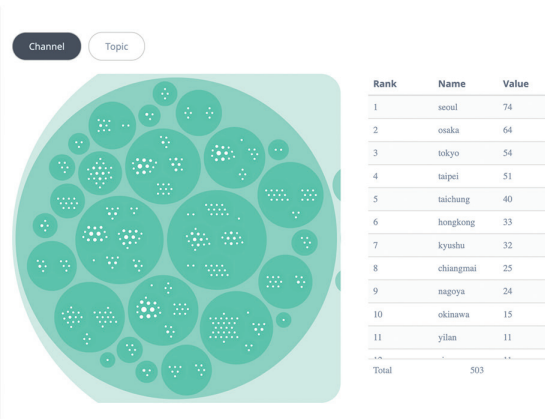 Channel Topic
Rank Name Value
1 seoul 74
2 osaka 64
3 tokyo 54
4 taipei 51
5 taichung 40
6 hongkong 33
7 kyushu 32
8 chiangmai 25
9 nagoya 24
10 okinawa 15
11 yilan 11
Total 503